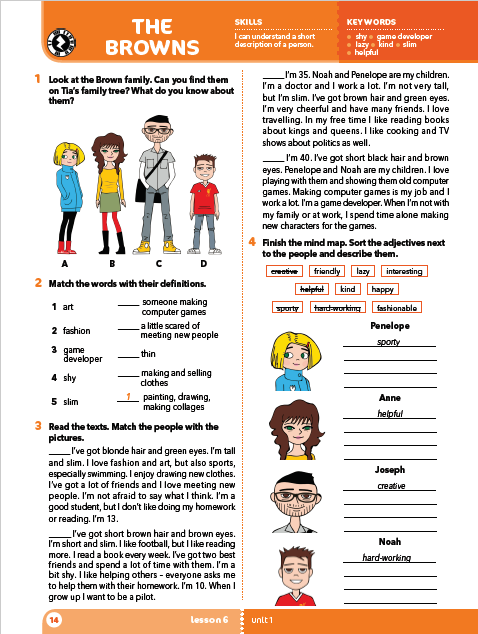 THE
BROWNS
SKILLS
I can understand a short
description of a person.
KEY WORDS
shy game developer
lazy kind slim
helpful
1 Look at the Brown family. Can you find them
on Tia's family tree? What do you know about
them?
A B C D
2 Match the words with their definitions.
1 art
2 fashion
3 game
developer
4 shy
5 slim
_____ someone making
computer games
_____ a little scared of
meeting new people
_____ thin
_____ making and selling
clothes
1 painting, drawing,
making collages
3 Read the texts. Match the people with the
pictures.
_____ I've got blonde hair and green eyes. I'm tall
and slim. I love fashion and art, but also sports,
especially swimming. I enjoy drawing new clothes.
I've got a lot of friends and I love meeting new
people. I'm not afraid to say what I think. I'm a
good student, but I don't like doing my homework
or reading. I'm 13.
_____ I've got short brown hair and brown eyes.
I'm short and slim. I like football, but I like reading
more. I read a book every week. I've got two best
friends and spend a lot of time with them. I'm a
bit shy. I like helping others – everyone asks me
to help them with their homework. I'm 10. When I
grow up I want to be a pilot.
_____ I'm 35. Noah and Penelope are my children.
I'm a doctor and I work a lot. I'm not very tall,
but I'm slim. I've got brown hair and green eyes.
I'm very cheerful and have many friends. I love
travelling. In my free time I like reading books
about kings and queens. I like cooking and TV
shows about politics as well.
_____ I'm 40. I've got short black hair and brown
eyes. Penelope and Noah are my children. I love
playing with them and showing them old computer
games. Making computer games is my job and I
work a lot. I'm a game developer. When I'm not with
my family or at work, I spend time alone making
new characters for the games.
4 Finish the mind map. Sort the adjectives next
to the people and describe them.
creative friendly lazy interesting
helpful kind happy
sporty hard-working fashionable
Penelope
sporty
Anne
helpful
Joseph
creative
Noah
hard-working
14
lesson 6
unit 1